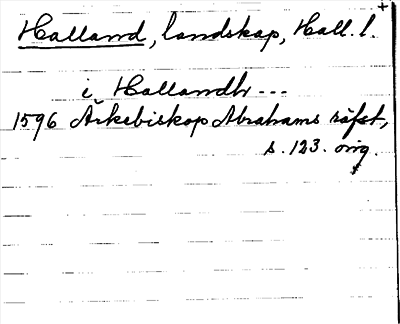 Halland, landskap, Hall. l.
i Hallandh ---
1596 Ärkebiskop Abrahams räfst,
s. 123. orig.